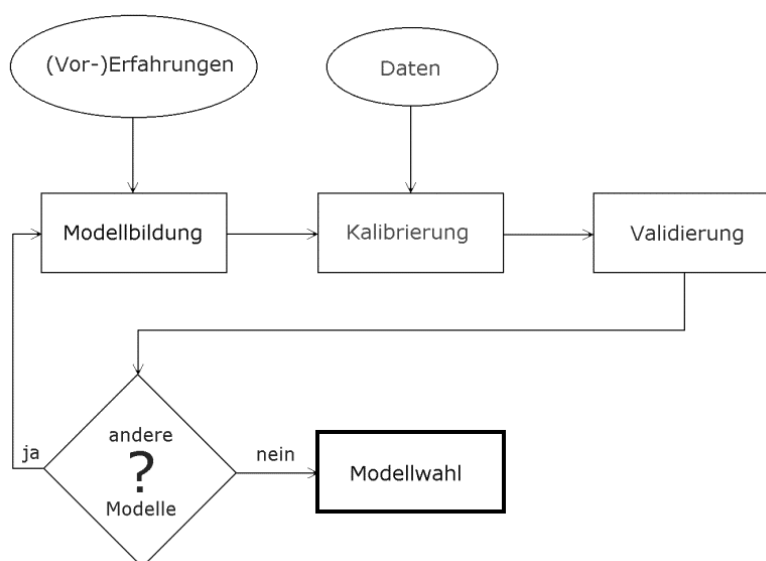 (Vor-)Erfahrungen
Daten
Modellbildung
Kalibrierung
Validierung
andere
?
Modelle
ja
nein
Modellwahl